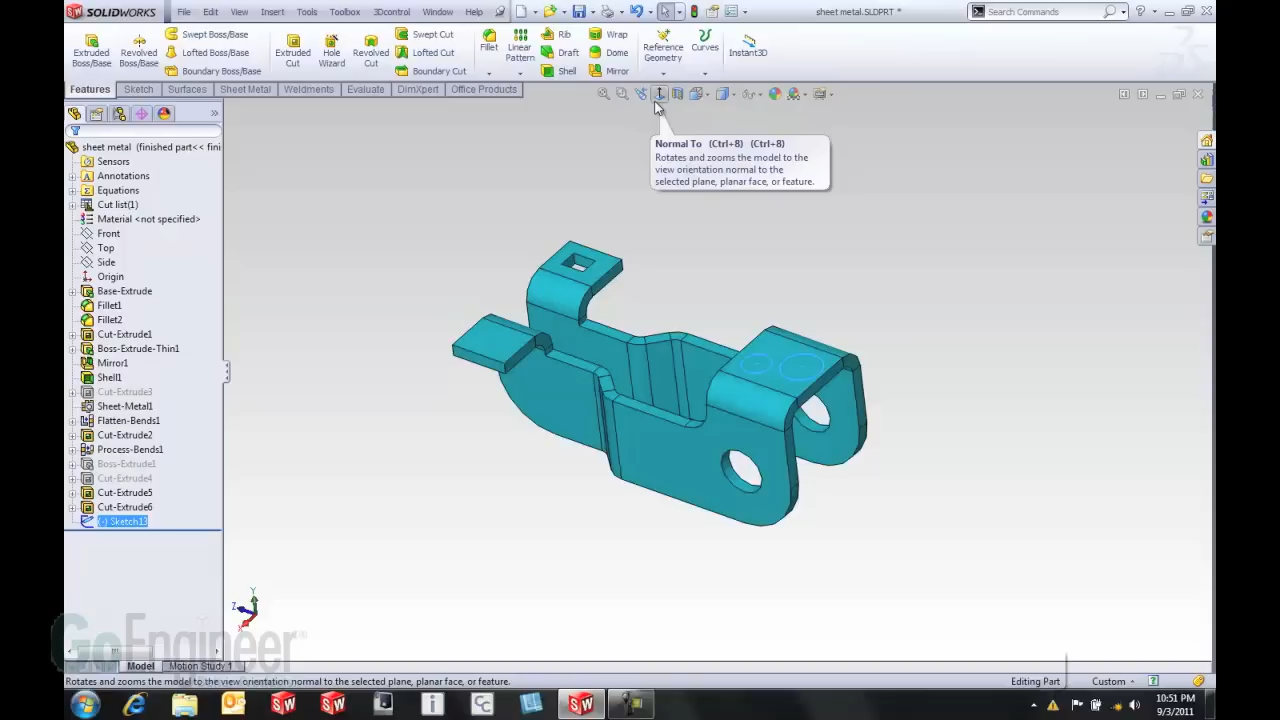 SOLIDWORKS File Edit View Insert Tools Toolbox 3Dcontrol Window Help sheet metal.SLDPRT * Search Commands
Extruded Boss/Base
Revolved Boss/Base
Swept Boss/Base
Lofted Boss/Base
Boundary Boss/Base
Extruded Cut
Hole Wizard
Revolved Cut
Swept Cut
Lofted Cut
Boundary Cut
Fillet
Linear Pattern
Rib
Draft
Shell
Wrap
Dome
Mirror
Reference Geometry
Curves
Instant3D
Features Sketch Surfaces Sheet Metal Weldments Evaluate DimXpert Office Products
Normal To (Ctrl+8) (Ctrl+8)
Rotates and zooms the model to the
view orientation normal to the
selected plane, planar face, or feature.
sheet metal (finished part<< fini
Sensors
Annotations
Equations
Cut list(1)
Material <not specified>
Front
Top
Side
Origin
Base-Extrude
Fillet1
Fillet2
Cut-Extrude1
Boss-Extrude-Thin1
Mirror1
Shell1
Cut-Extrude3
Sheet-Metal1
Flatten-Bends1
Cut-Extrude2
Process-Bends1
Boss-Extrude1
Cut-Extrude4
Cut-Extrude5
Cut-Extrude6
(-) Sketch13
Y
Z
X
GoEngineer
Model Motion Study 1
Rotates and zooms the model to the selected plane, planar face, or feature. Editing Part Custom
10:51 PM
9/3/2011